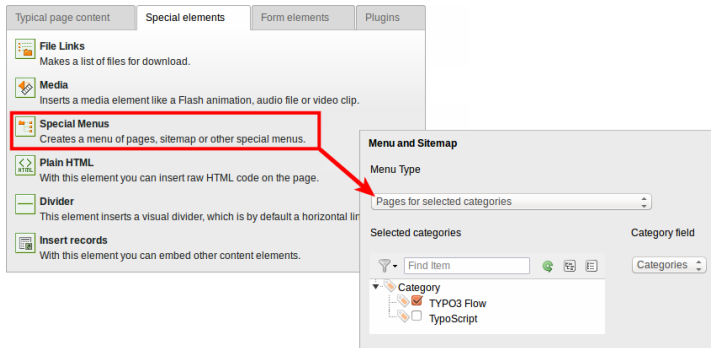 Typical page content
Special elements
Form elements
Plugins
File Links
Makes a list of files for download.
Media
Inserts a media element like a Flash animation, audio file or video clip.
Special Menus
Creates a menu of pages, sitemap or other special menus.
HTML
Plain HTML
With this element you can insert raw HTML code on the page.
Divider
This element inserts a visual divider, which is by default a horizontal lin
Insert records
With this element you can embed other content elements.
Menu and Sitemap
Menu Type
Pages for selected categories
Selected categories
Category field
Find Item
Categories
Category
TYPO3 Flow
TypoScript